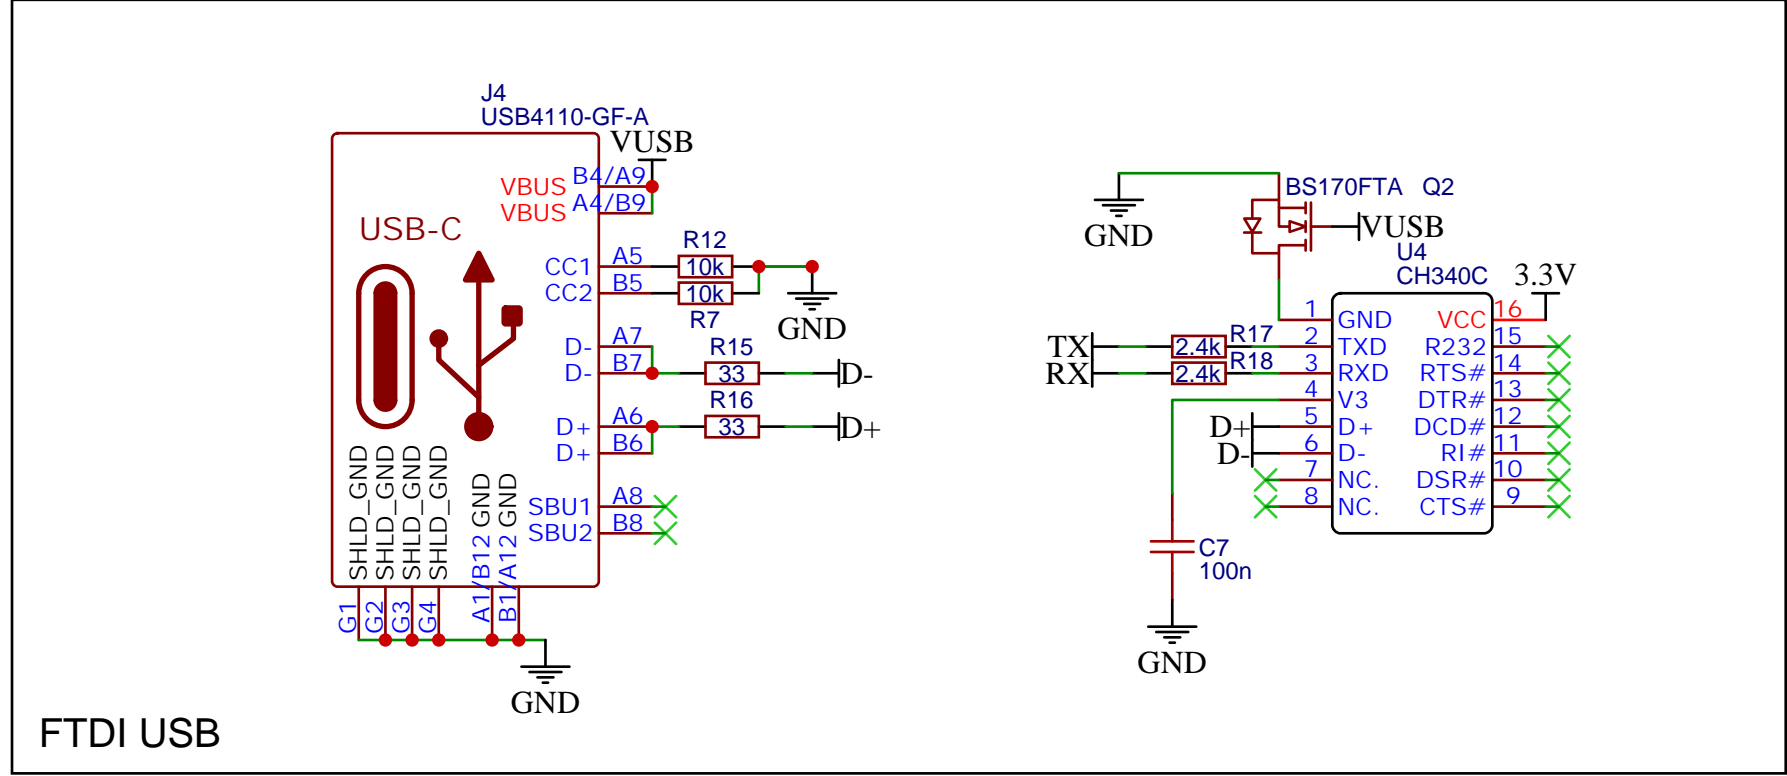 J4
USB4110-GF-A
VUSB
VBUS B4/A9
VBUS A4/B9
USB-C
CC1 A5
CC2 B5
R12
10k
10k
R7
GND
D- A7
D- B7
R15
33
D-
D+ A6
D+ B6
R16
33
D+
SBU1 A8
SBU2 B8
SHLD_GND
SHLD_GND
SHLD_GND
SHLD_GND
A1/B12 GND
B1/A12 GND
G1
G2
G3
G4
GND
FTDI USB
GND
BS170FTA Q2
VUSB
U4
CH340C
3.3V
TX
RX
R17
2.4k
R18
2.4k
1 GND
2 TXD
3 RXD
4 V3
D+ 5 D+
D- 6 D-
7 NC.
8 NC.
VCC 16
R232 15
RTS# 14
DTR# 13
DCD# 12
RI# 11
DSR# 10
CTS# 9
C7
100n
GND